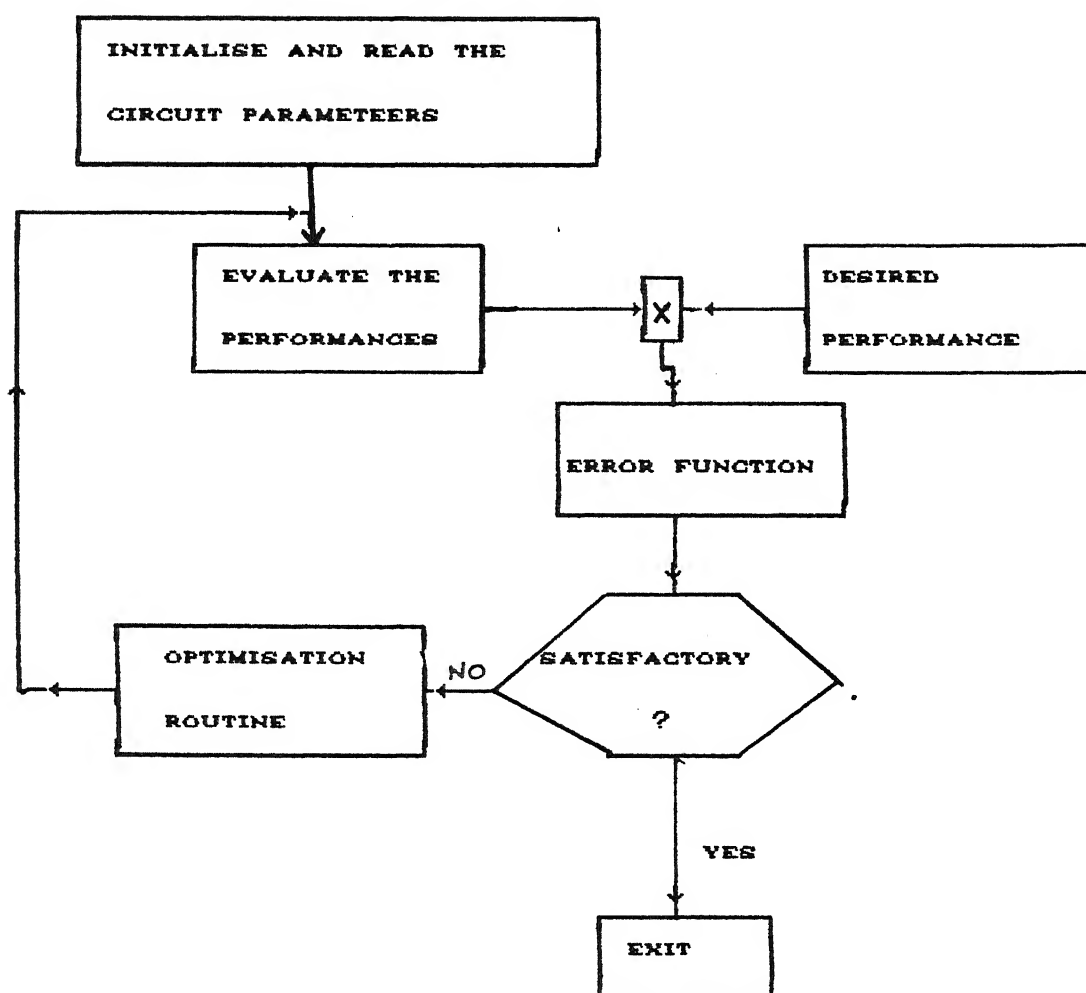 INITIALISE AND READ THE
CIRCUIT PARAMETEERS
EVALUATE THE
PERFORMANCES
X
DESIRED
PERFORMANCE
ERROR FUNCTION
SATISFACTORY
?
NO
OPTIMISATION
ROUTINE
YES
EXIT